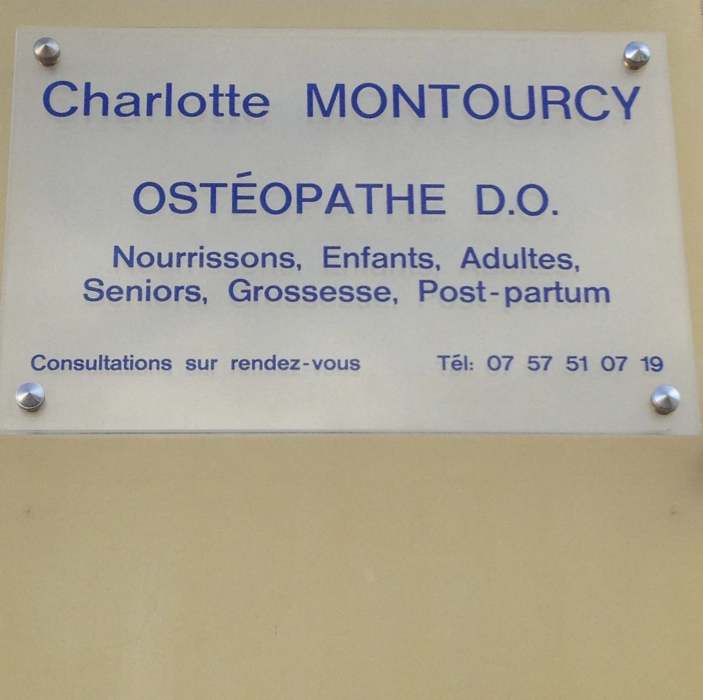 Charlotte MONTOURCY
OSTÉOPATHE D.O.
Nourrissons, Enfants, Adultes,
Seniors, Grossesse, Post-partum
Consultations sur rendez-vous Tél: 07 57 51 07 19